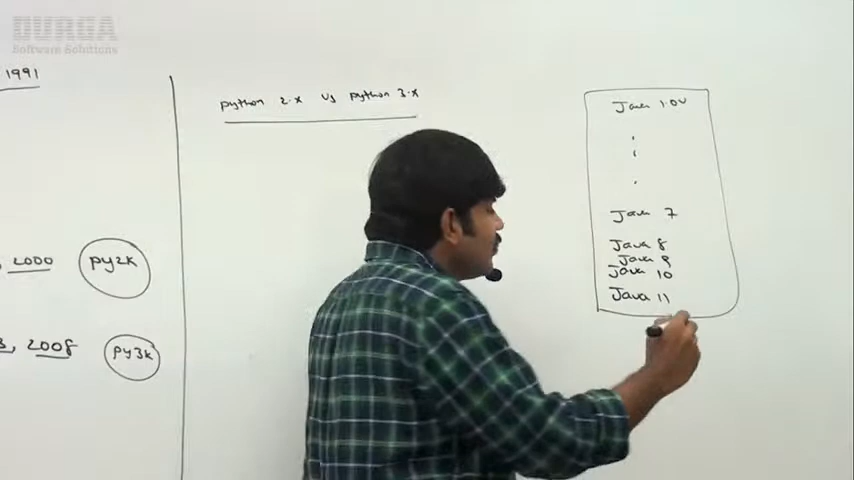 DURGA
Software Solutions
1991
, 2000 py2k
, 2008 py3k
python 2.x vs python 3.x
Java 1.0V
Java 7
Java 8
Java 9
Java 10
Java 11